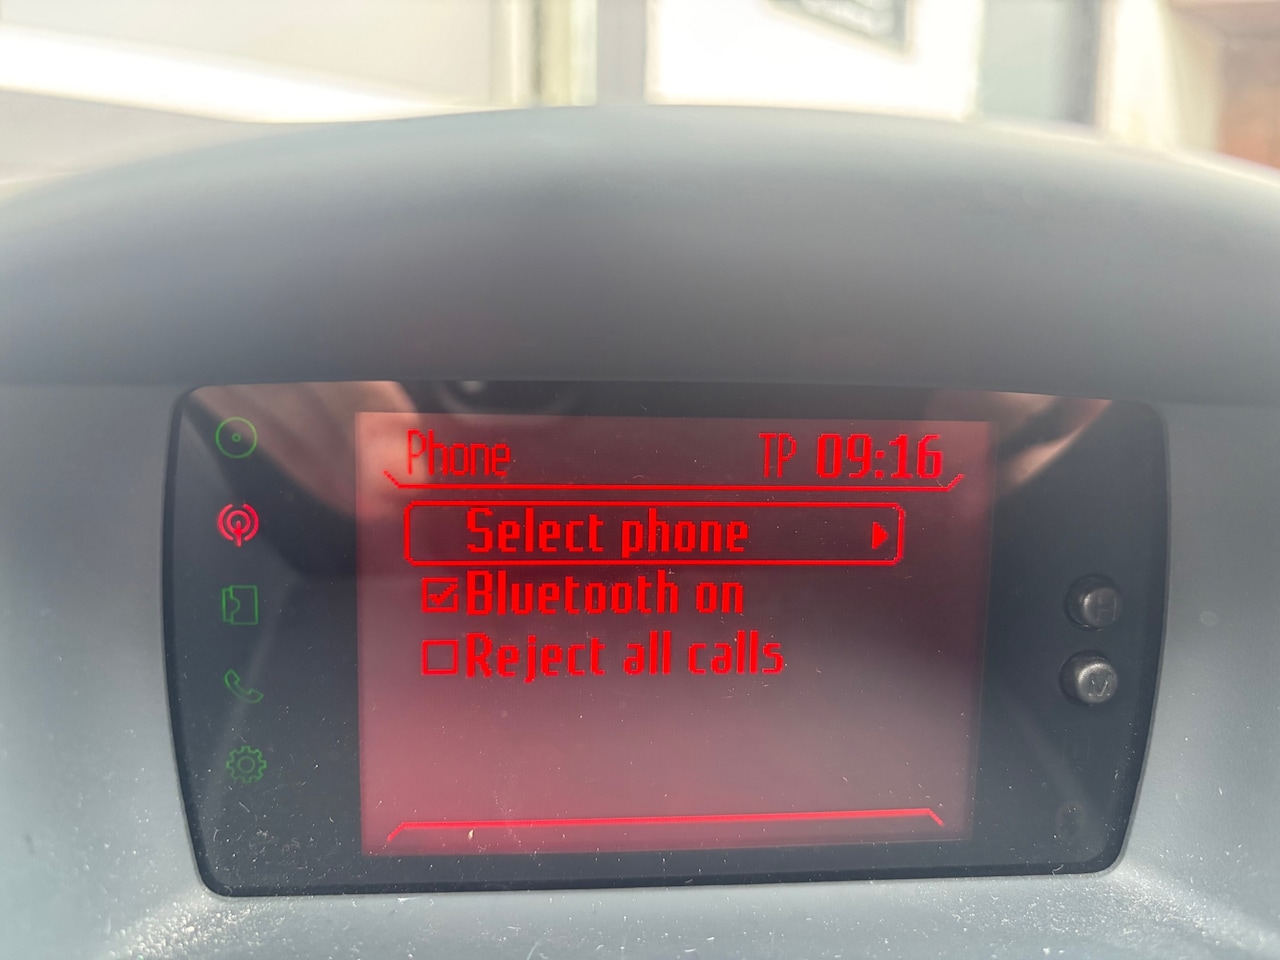 Phone TP 09:16
Select phone
Bluetooth on
Reject all calls
H
M